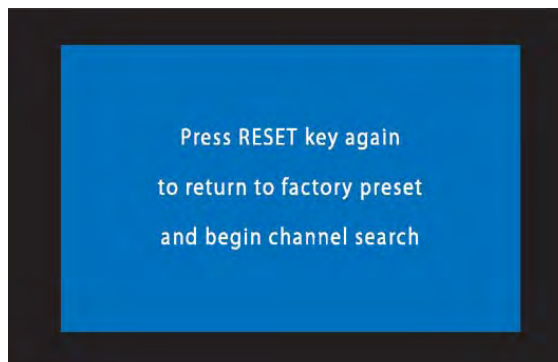 Press RESET key again
to return to factory preset
and begin channel search